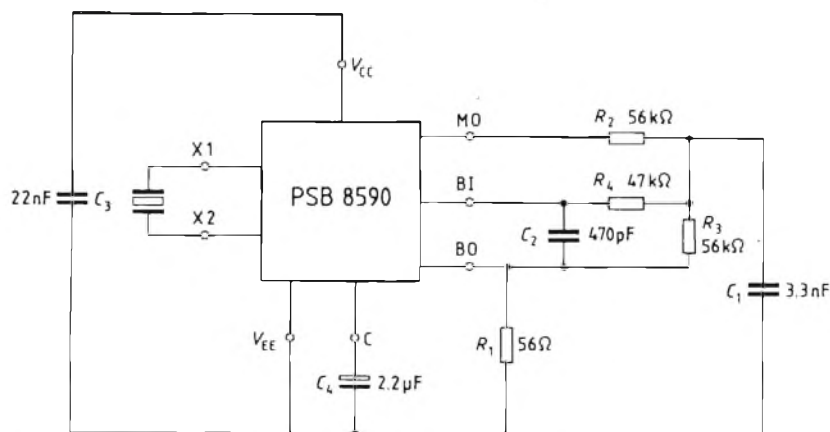 V_CC
MO
R_2 56kΩ
X1
BI
R_4 47kΩ
22nF C_3
PSB 8590
X2
C_2 470pF
R_3 56kΩ
BO
C_1 3.3nF
V_EE
C
R_1 56Ω
C_4 2.2μF